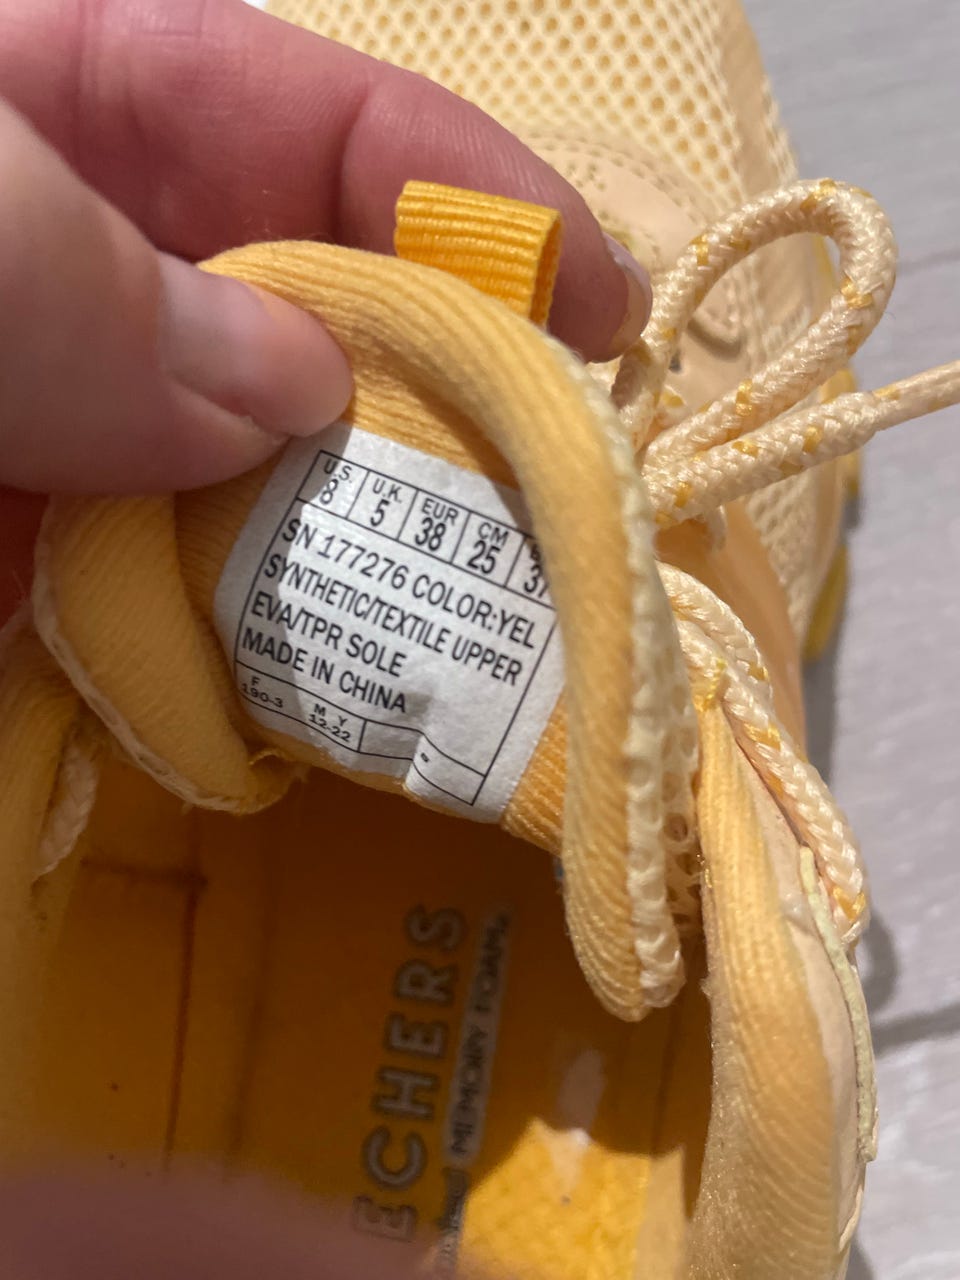 U.S. U.K. EUR CM
8 5 38 25 37
SN 177276 COLOR:YEL
SYNTHETIC/TEXTILE UPPER
EVA/TPR SOLE
MADE IN CHINA
F M Y
190-3 12-22
-
ECHERS
MEMORY FOAM